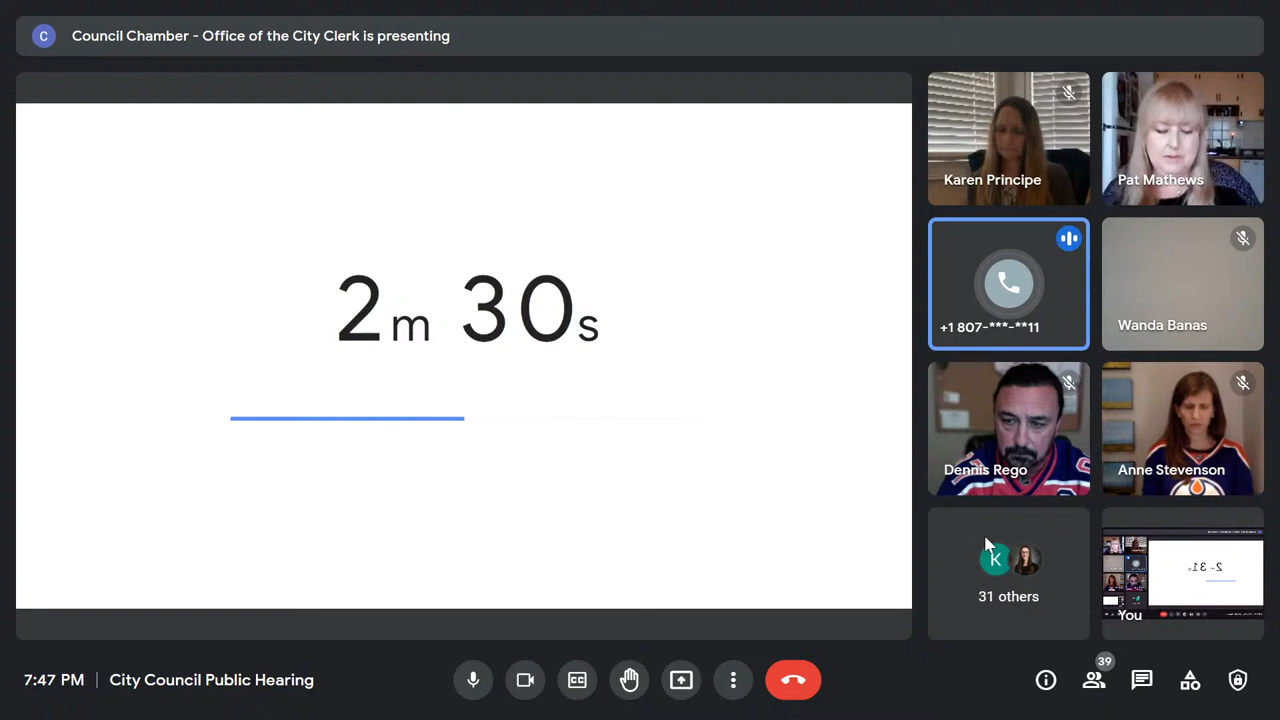 C
Council Chamber - Office of the City Clerk is presenting
2m 30s
Karen Principe
Pat Mathews
+1 807-***-**11
Wanda Banas
Dennis Rego
Anne Stevenson
K
31 others
You
7:47 PM | City Council Public Hearing
CC
39